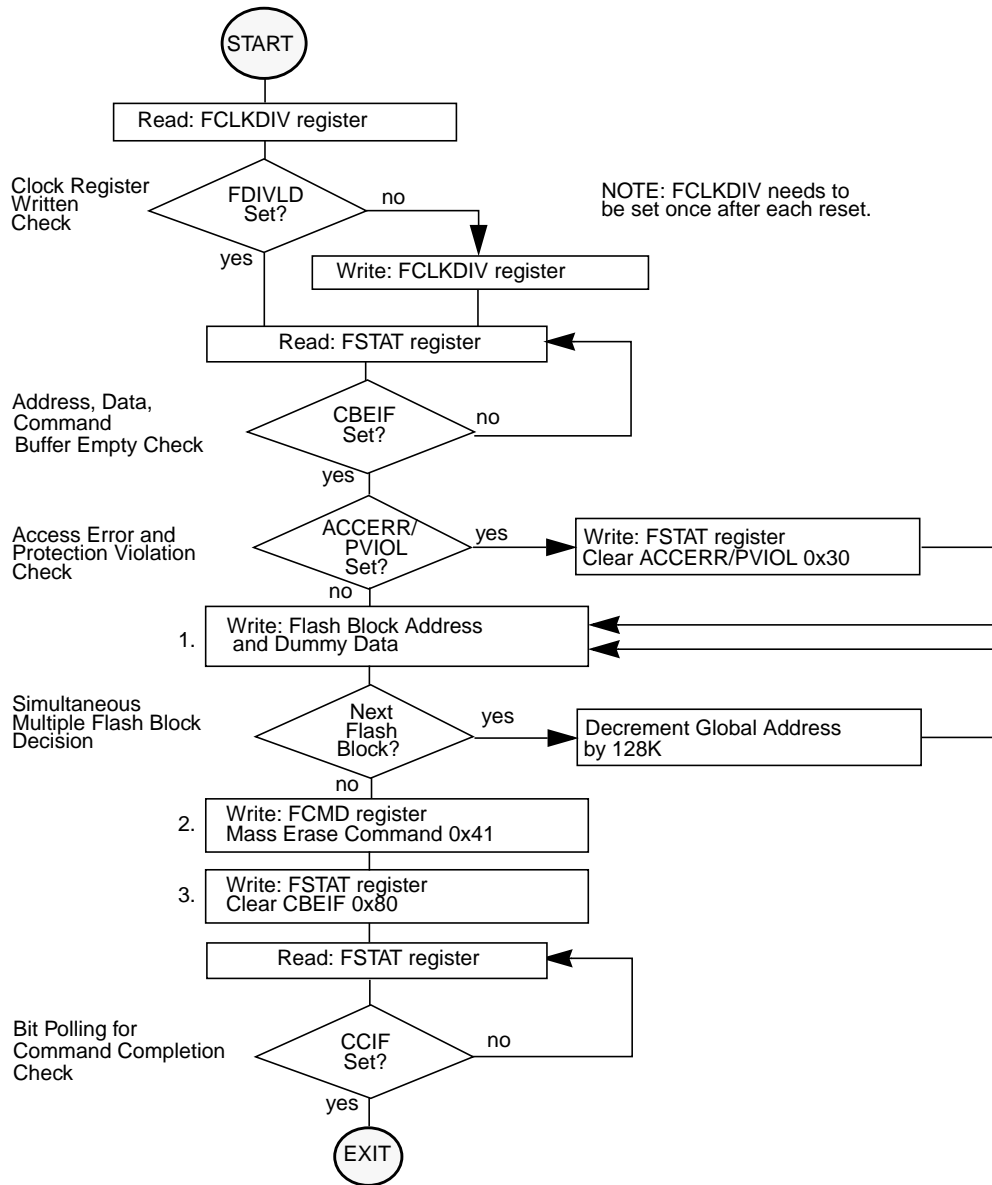 START
Read: FCLKDIV register
Clock Register
Written
Check
FDIVLD
Set?
no
yes
NOTE: FCLKDIV needs to
be set once after each reset.
Write: FCLKDIV register
Read: FSTAT register
Address, Data,
Command
Buffer Empty Check
CBEIF
Set?
no
yes
Access Error and
Protection Violation
Check
ACCERR/
PVIOL
Set?
yes
no
Write: FSTAT register
Clear ACCERR/PVIOL 0x30
1.
Write: Flash Block Address
and Dummy Data
Simultaneous
Multiple Flash Block
Decision
Next
Flash
Block?
yes
no
Decrement Global Address
by 128K
2.
Write: FCMD register
Mass Erase Command 0x41
3.
Write: FSTAT register
Clear CBEIF 0x80
Read: FSTAT register
Bit Polling for
Command Completion
Check
CCIF
Set?
no
yes
EXIT